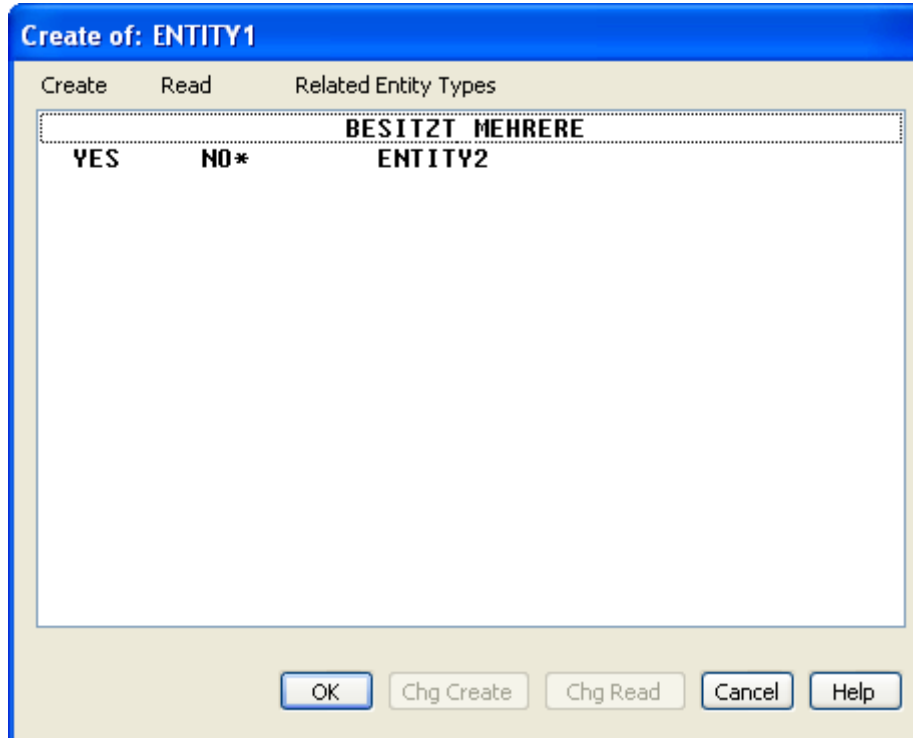 Create of: ENTITY1
Create Read Related Entity Types
BESITZT MEHRERE
YES NO* ENTITY2
OK Chg Create Chg Read Cancel Help